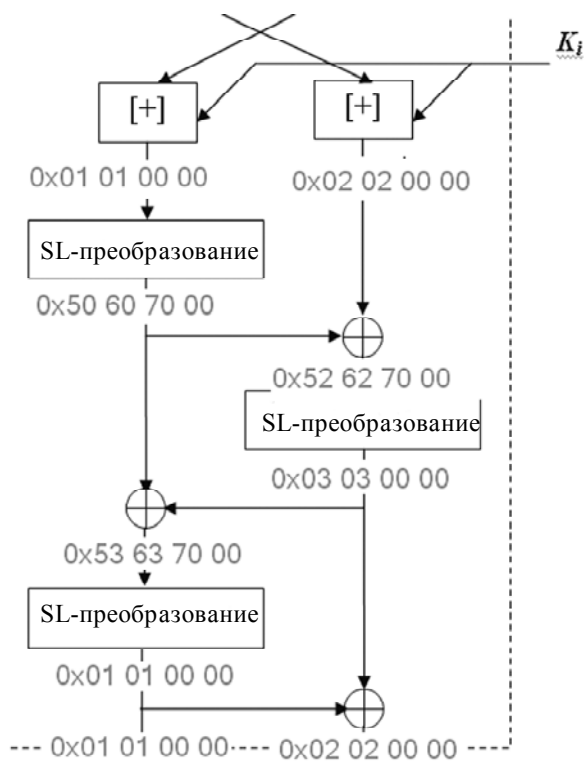 K_i
[+] [+]
0x01 01 00 00 0x02 02 00 00
SL-преобразование
0x50 60 70 00
0x52 62 70 00
SL-преобразование
0x03 03 00 00
0x53 63 70 00
SL-преобразование
0x01 01 00 00
0x01 01 00 00 0x02 02 00 00